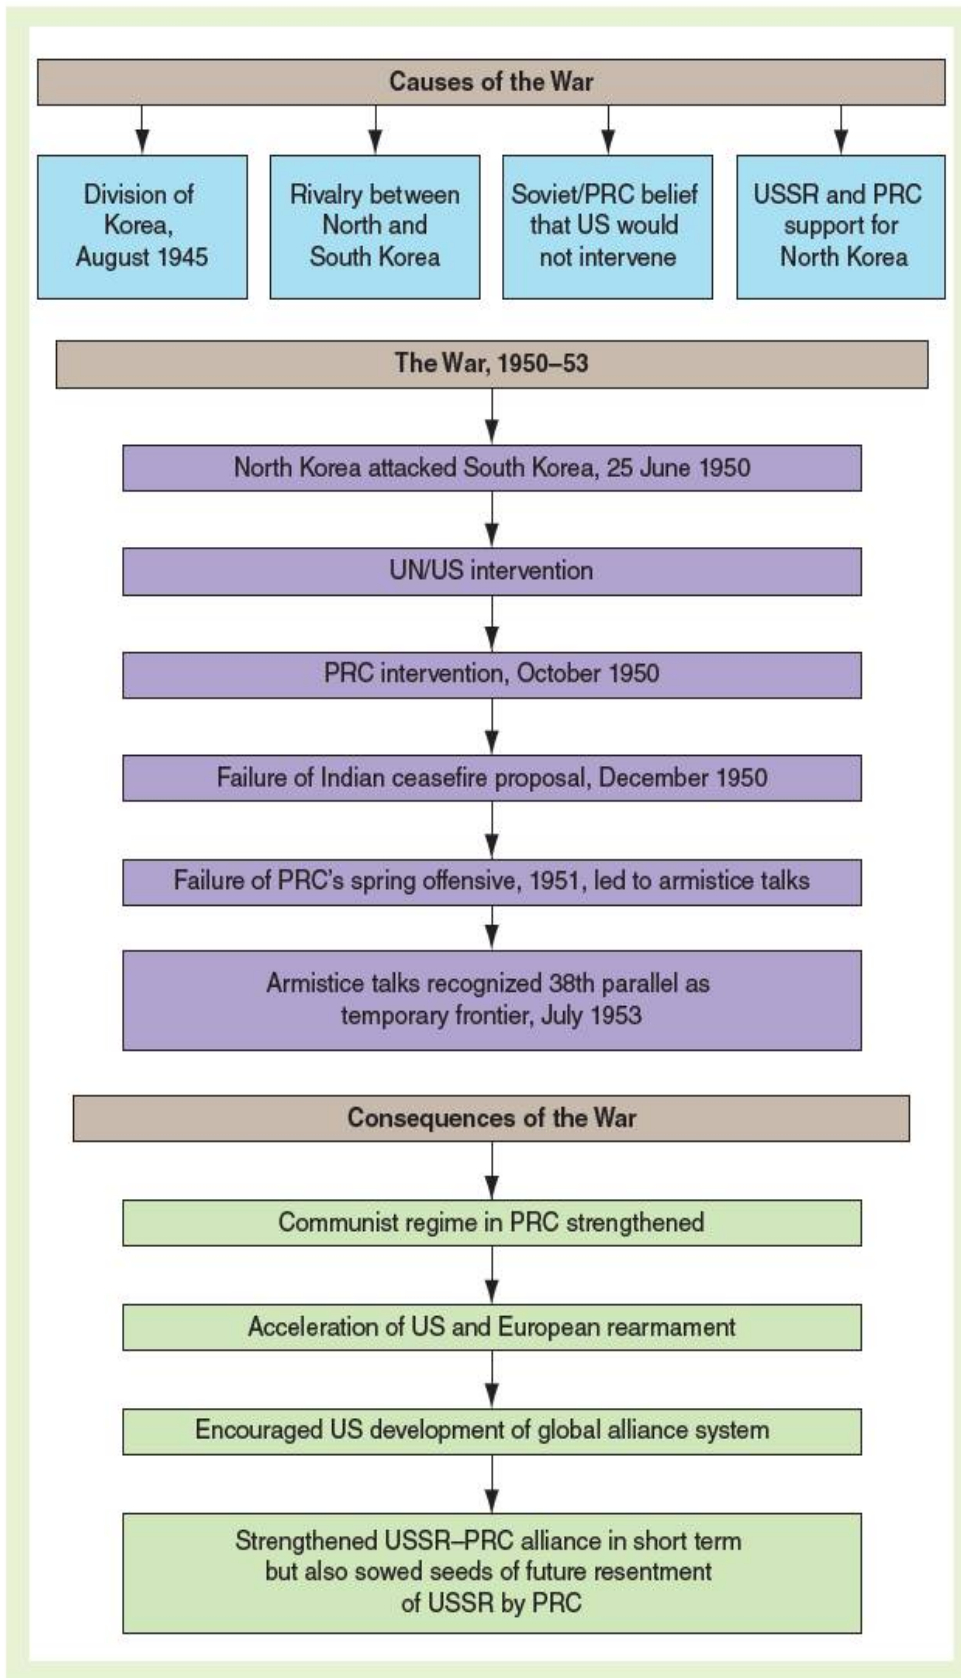 Causes of the War
Division of
Korea,
August 1945
Rivalry between
North and
South Korea
Soviet/PRC belief
that US would
not intervene
USSR and PRC
support for
North Korea
The War, 1950–53
North Korea attacked South Korea, 25 June 1950
UN/US intervention
PRC intervention, October 1950
Failure of Indian ceasefire proposal, December 1950
Failure of PRC's spring offensive, 1951, led to armistice talks
Armistice talks recognized 38th parallel as
temporary frontier, July 1953
Consequences of the War
Communist regime in PRC strengthened
Acceleration of US and European rearmament
Encouraged US development of global alliance system
Strengthened USSR–PRC alliance in short term
but also sowed seeds of future resentment
of USSR by PRC